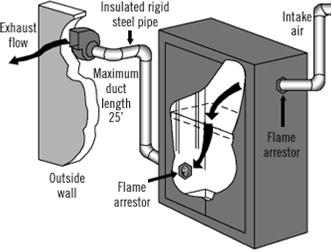 Insulated rigid
steel pipe
Intake
air
Exhaust
flow
Maximum
duct
length
25'
Flame
arrestor
Outside
wall
Flame
arrestor